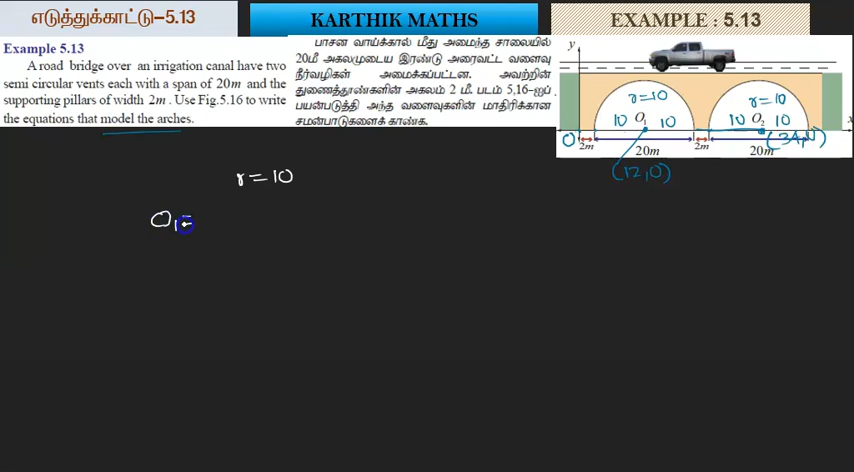 எடுத்துக்காட்டு–5.13
KARTHIK MATHS
EXAMPLE : 5.13
Example 5.13
A road bridge over an irrigation canal have two
semi circular vents each with a span of 20m and the
supporting pillars of width 2m. Use Fig.5.16 to write
the equations that model the arches.
பாசன வாய்க்கால் மீது அமைந்த சாலையில்
20மீ அகலமுடைய இரண்டு அரைவட்ட வளைவு
நீர்வழிகள் அமைக்கப்பட்டன. அவற்றின்
துணைத்தூண்களின் அகலம் 2 மீ. படம் 5.16-ஐப்
பயன்படுத்தி அந்த வளைவுகளின் மாதிரிக்கான
சமன்பாடுகளைக் காண்க.
y
r=10 r=10
10 O1 10 10 O2 10
O x
2m 20m 2m 20m
(12,0) (34,0)
r = 10
O1 =